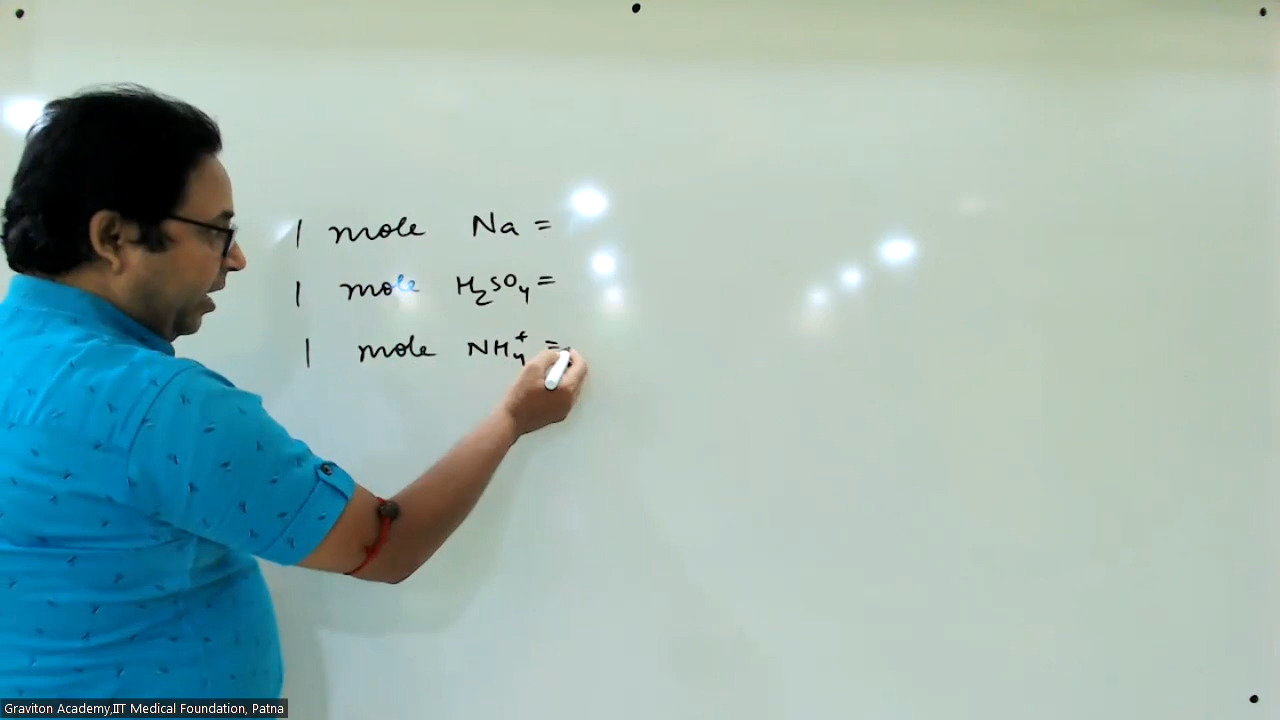 1 mole Na =
1 mole H₂SO₄ =
1 mole NH₄⁺ =
Graviton Academy,IIT Medical Foundation, Patna